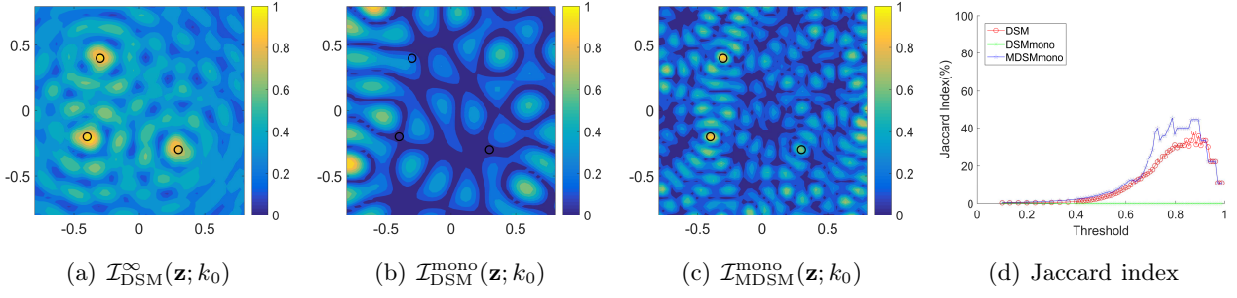 0.5
0
-0.5
-0.5 0 0.5
1
0.8
0.6
0.4
0.2
0
(a) $\mathcal{I}_{\mathrm{DSM}}^{\infty}(\mathbf{z}; k_0)$
0.5
0
-0.5
-0.5 0 0.5
1
0.8
0.6
0.4
0.2
0
(b) $\mathcal{I}_{\mathrm{DSM}}^{\mathrm{mono}}(\mathbf{z}; k_0)$
0.5
0
-0.5
-0.5 0 0.5
1
0.8
0.6
0.4
0.2
0
(c) $\mathcal{I}_{\mathrm{MDSM}}^{\mathrm{mono}}(\mathbf{z}; k_0)$
Jaccard Index(%)
100
80
60
40
20
0
DSM
DSMmono
MDSMmono
0 0.2 0.4 0.6 0.8 1
Threshold
(d) Jaccard index